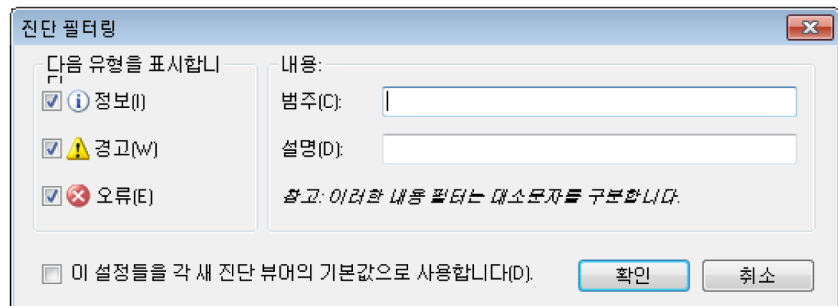 진단 필터링
다음 유형을 표시합니
내용:
정보(I)
범주(C):
경고(W)
설명(D):
오류(E)
참고: 이러한 내용 필터는 대소문자를 구분합니다.
이 설정들을 각 새 진단 뷰어의 기본값으로 사용합니다(D).
확인
취소